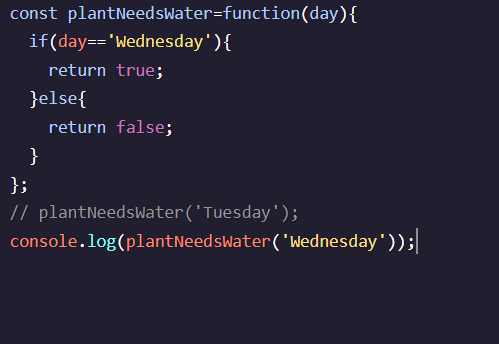 const plantNeedsWater=function(day){
  if(day=='Wednesday'){
    return true;
  }else{
    return false;
  }
};
// plantNeedsWater('Tuesday');
console.log(plantNeedsWater('Wednesday'));